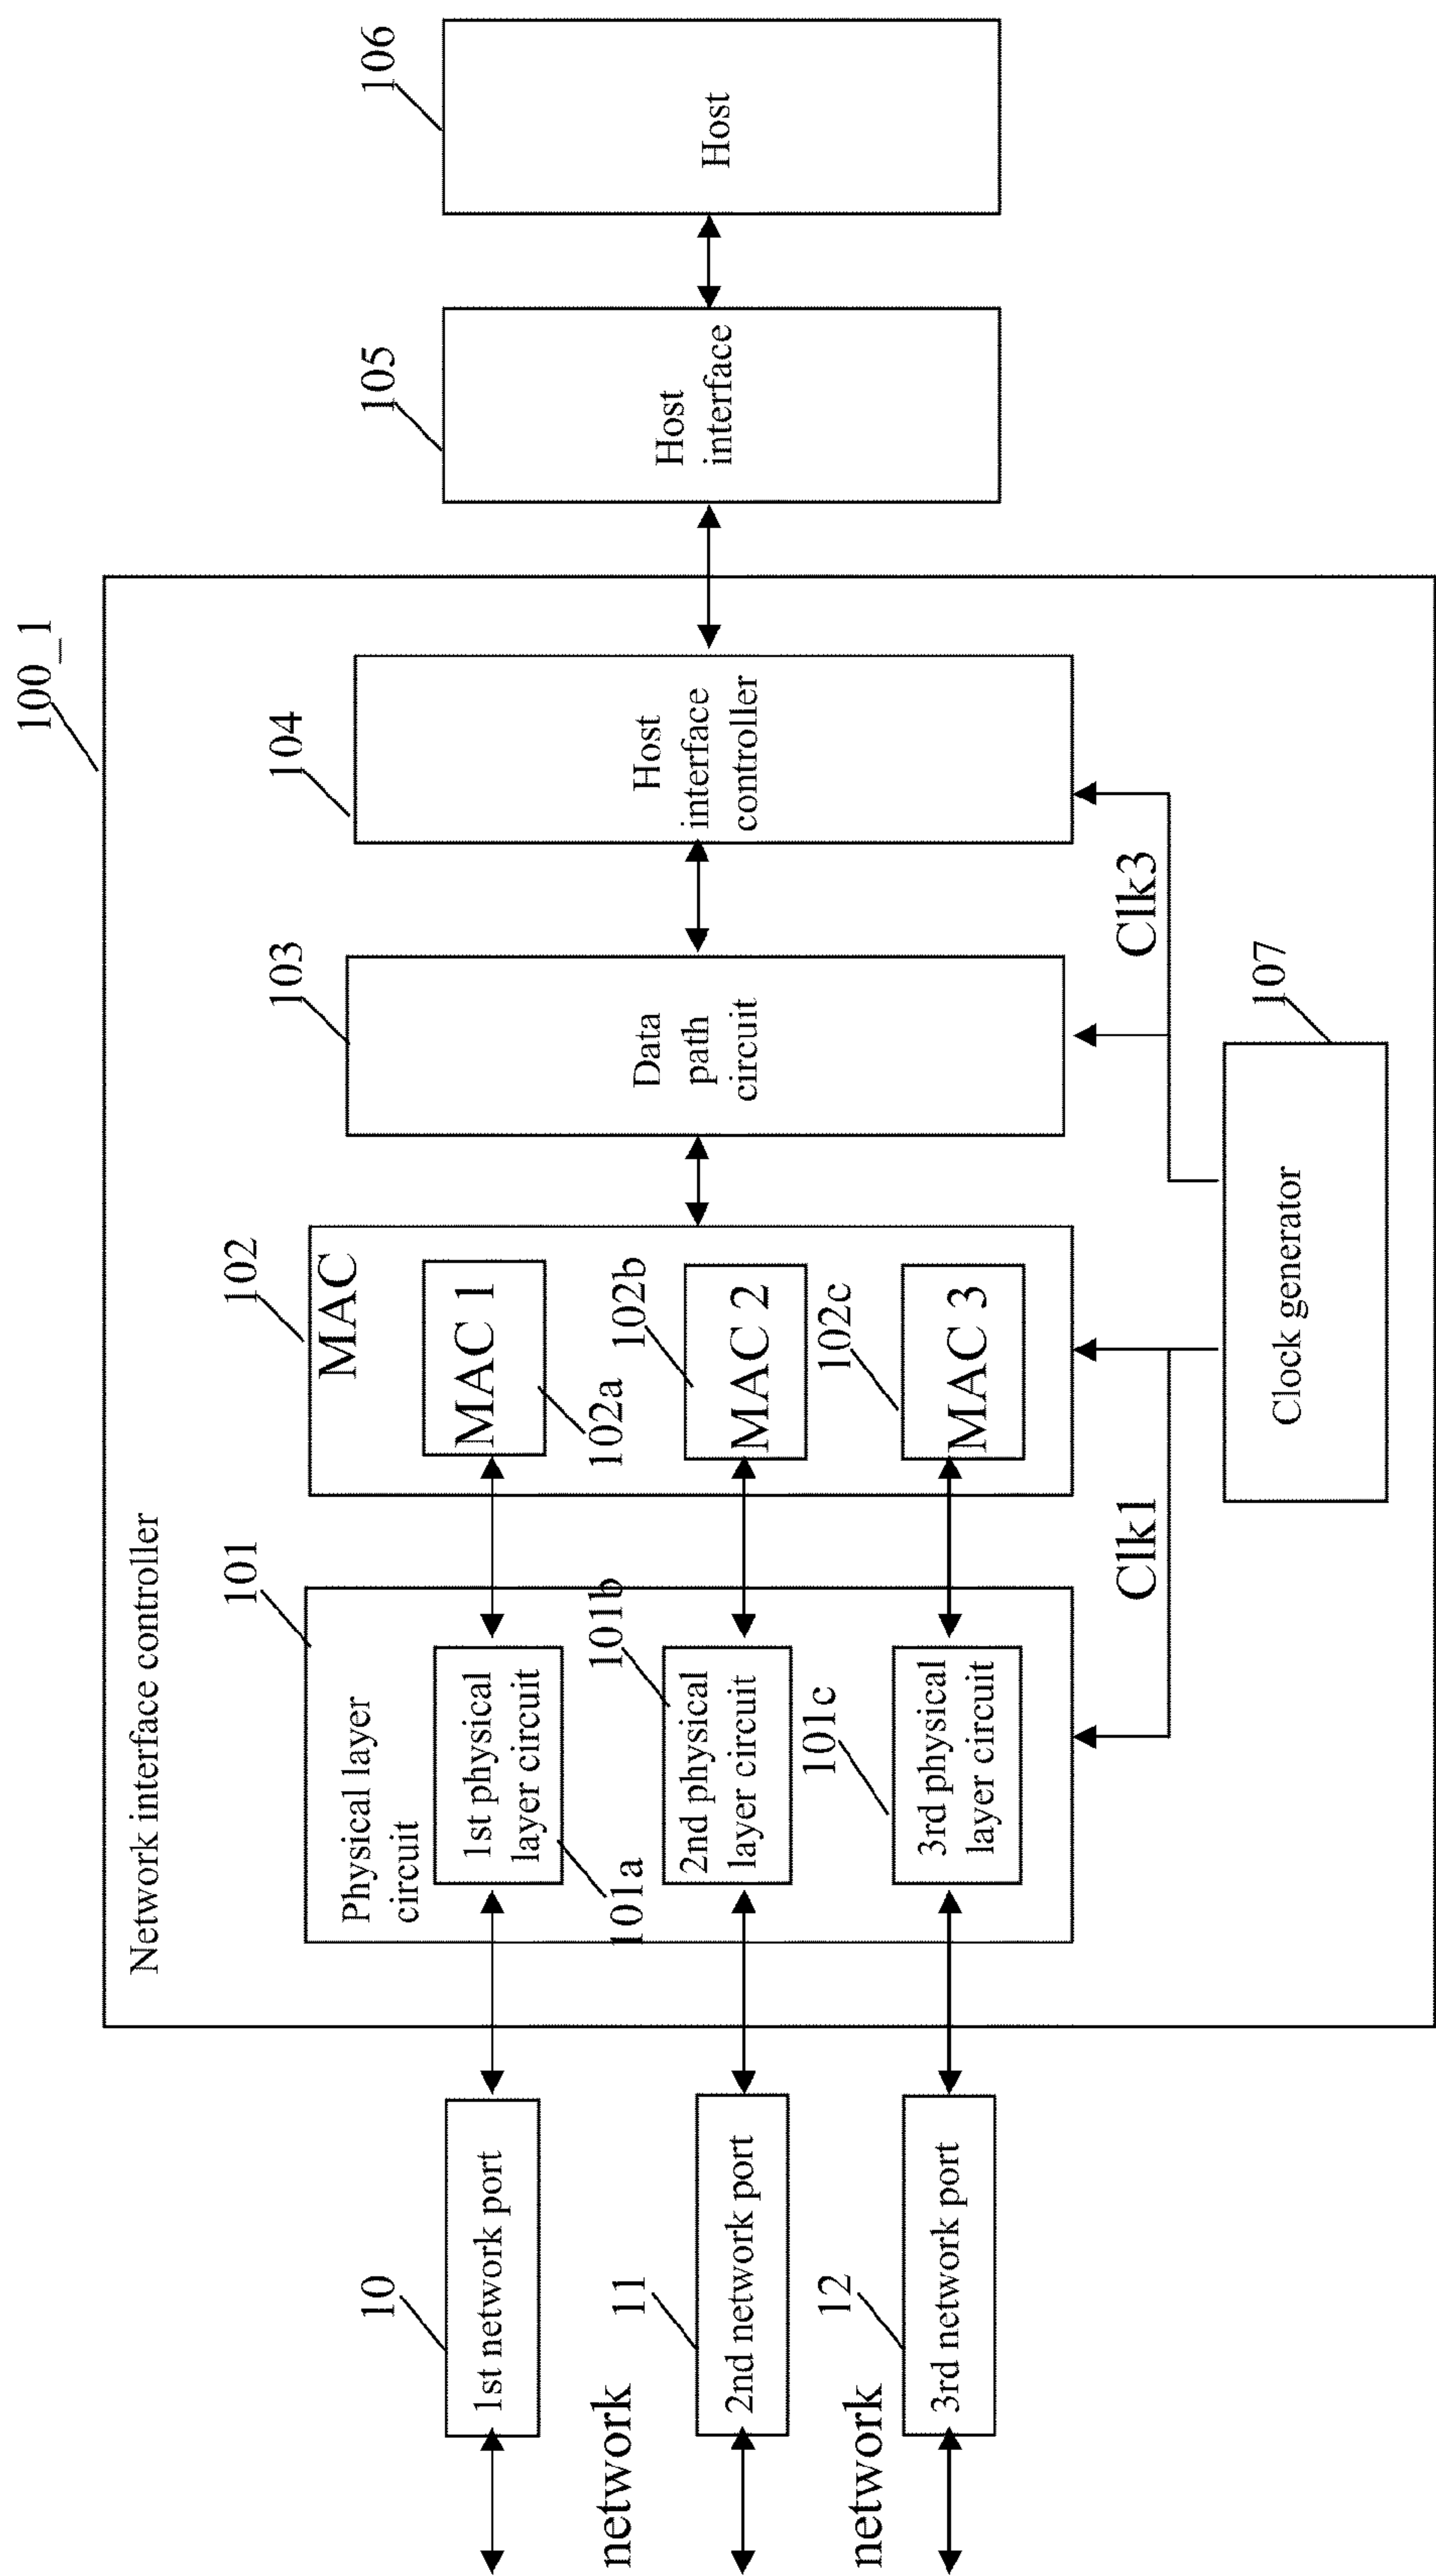 100_1
Network interface controller
10
1st network port
network
11
2nd network port
network
12
3rd network port
101
Physical layer
circuit
1st physical
layer circuit
101a
101b
2nd physical
layer circuit
101c
3rd physical
layer circuit
102
MAC
MAC 1
102a
102b
MAC 2
102c
MAC 3
103
Data
path
circuit
104
Host
interface
controller
105
Host
interface
106
Host
Clk1
Clk3
107
Clock generator